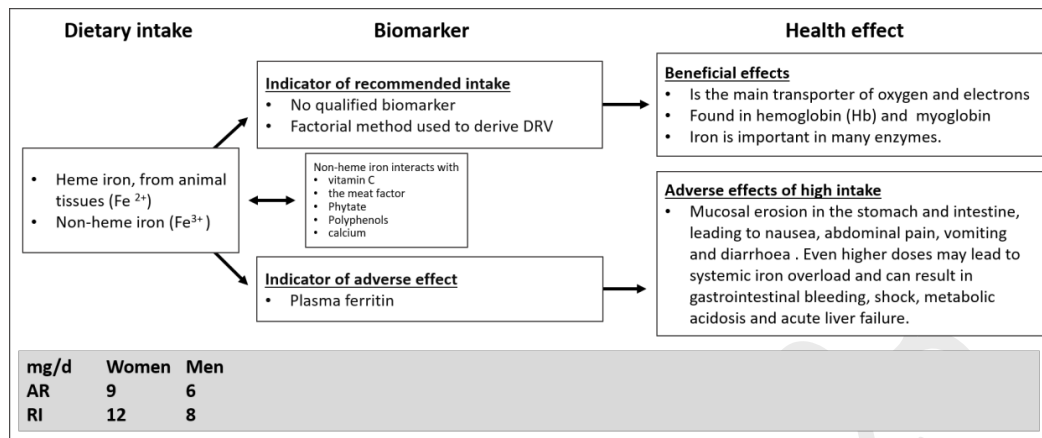 Dietary intake
Biomarker
Health effect
Indicator of recommended intake
• No qualified biomarker
• Factorial method used to derive DRV
Beneficial effects
• Is the main transporter of oxygen and electrons
• Found in hemoglobin (Hb) and myoglobin
• Iron is important in many enzymes.
• Heme iron, from animal
tissues (Fe 2+)
• Non-heme iron (Fe3+)
Non-heme iron interacts with
• vitamin C
• the meat factor
• Phytate
• Polyphenols
• calcium
Adverse effects of high intake
• Mucosal erosion in the stomach and intestine,
leading to nausea, abdominal pain, vomiting
and diarrhoea . Even higher doses may lead to
systemic iron overload and can result in
gastrointestinal bleeding, shock, metabolic
acidosis and acute liver failure.
Indicator of adverse effect
• Plasma ferritin
mg/d Women Men
AR 9 6
RI 12 8